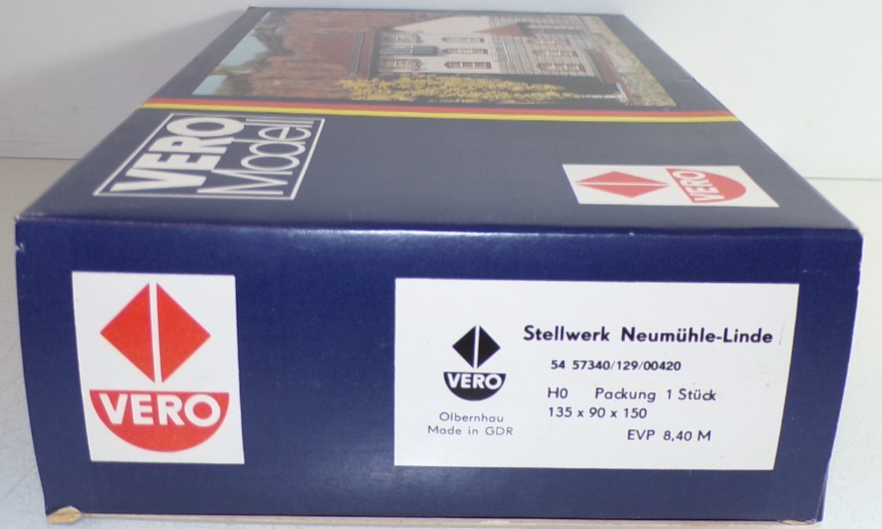 VERO
Modell
VERO
VERO
VERO
Olbernhau
Made in GDR
Stellwerk Neumühle-Linde
54 57340/129/00420
H0 Packung 1 Stück
135 x 90 x 150
EVP 8,40 M